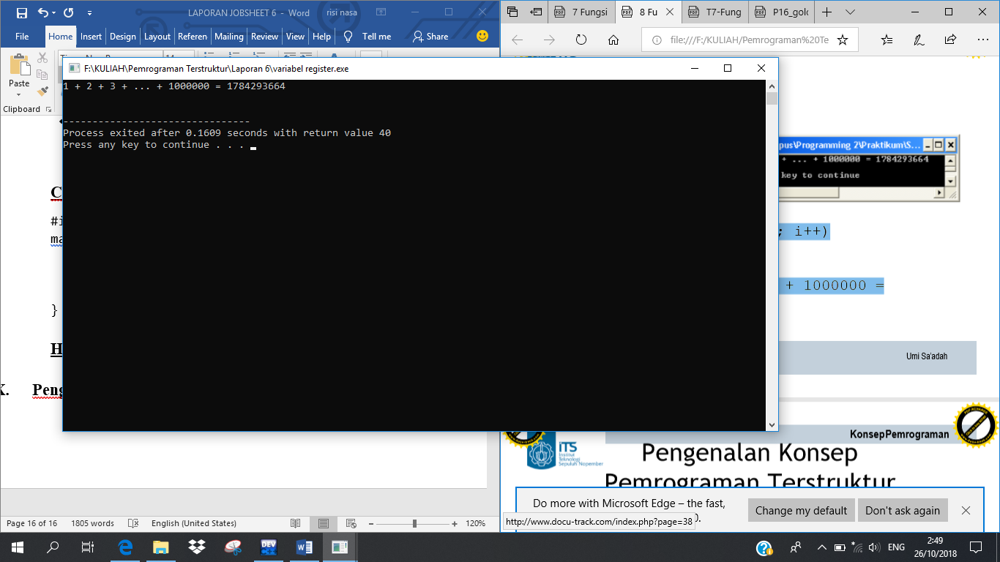 LAPORAN JOBSHEET 6 - Word
risi nasa
File Home Insert Design Layout Referen Mailing Review View Help Tell me Share
Paste
Clipboard
7 Fungsi
8 Fu
T7-Fung
P16_golo
file:///F:/KULIAH/Pemrograman%20Te
F:\KULIAH\Pemrograman Terstruktur\Laporan 6\variabel register.exe
1 + 2 + 3 + ... + 1000000 = 1784293664
--------------------------------
Process exited after 0.1609 seconds with return value 40
Press any key to continue . . .
C
#i
ma
}
H
K. Peng
pus\Programming 2\Praktikum\S...
+ ... + 1000000 = 1784293664
key to continue
; i++)
+ 1000000 =
Umi Sa'adah
KonsepPemrograman
ITS
Institut
Teknologi
Sepuluh Nopember
Pengenalan Konsep
Pemrograman Terstruktur
Do more with Microsoft Edge – the fast,
0.
Change my default
Don't ask again
http://www.docu-track.com/index.php?page=38
Page 16 of 16 1805 words English (United States) 120%
DEV
ENG
2:49
26/10/2018